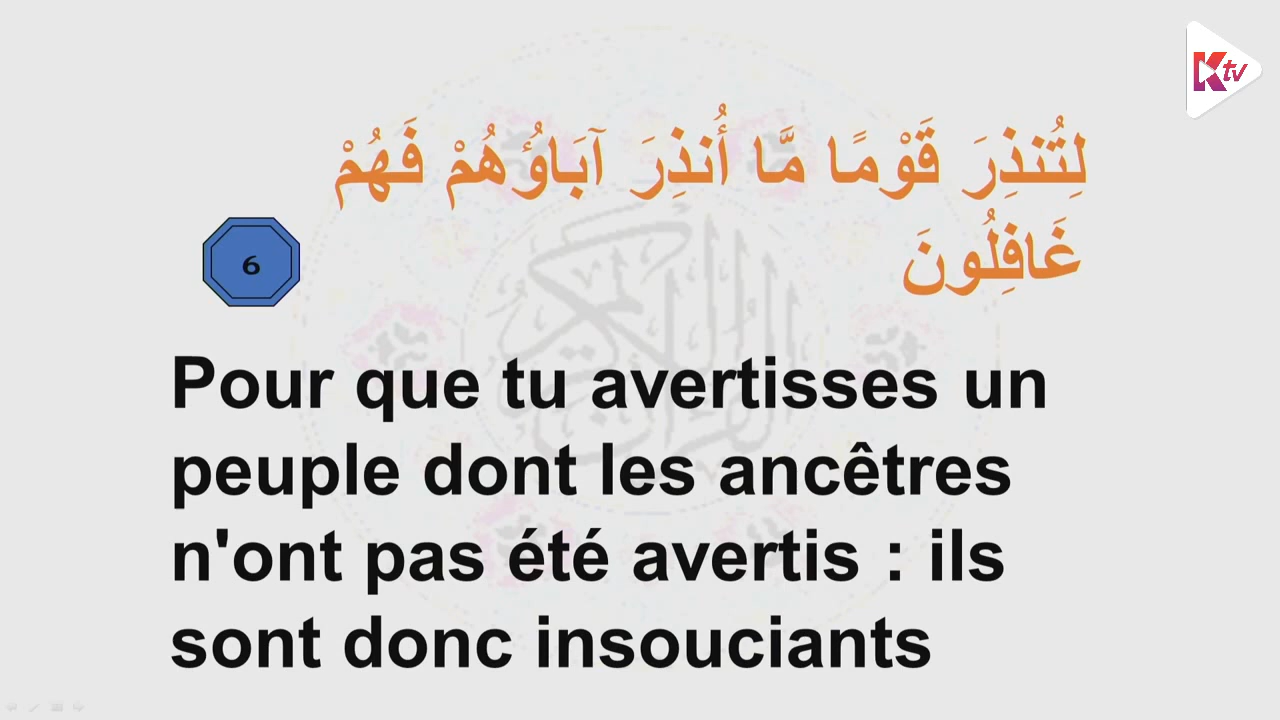 Ktv
لِتُنذِرَ قَوْمًا مَّا أُنذِرَ آبَاؤُهُمْ فَهُمْ
غَافِلُونَ
6
Pour que tu avertisses un
peuple dont les ancêtres
n'ont pas été avertis : ils
sont donc insouciants